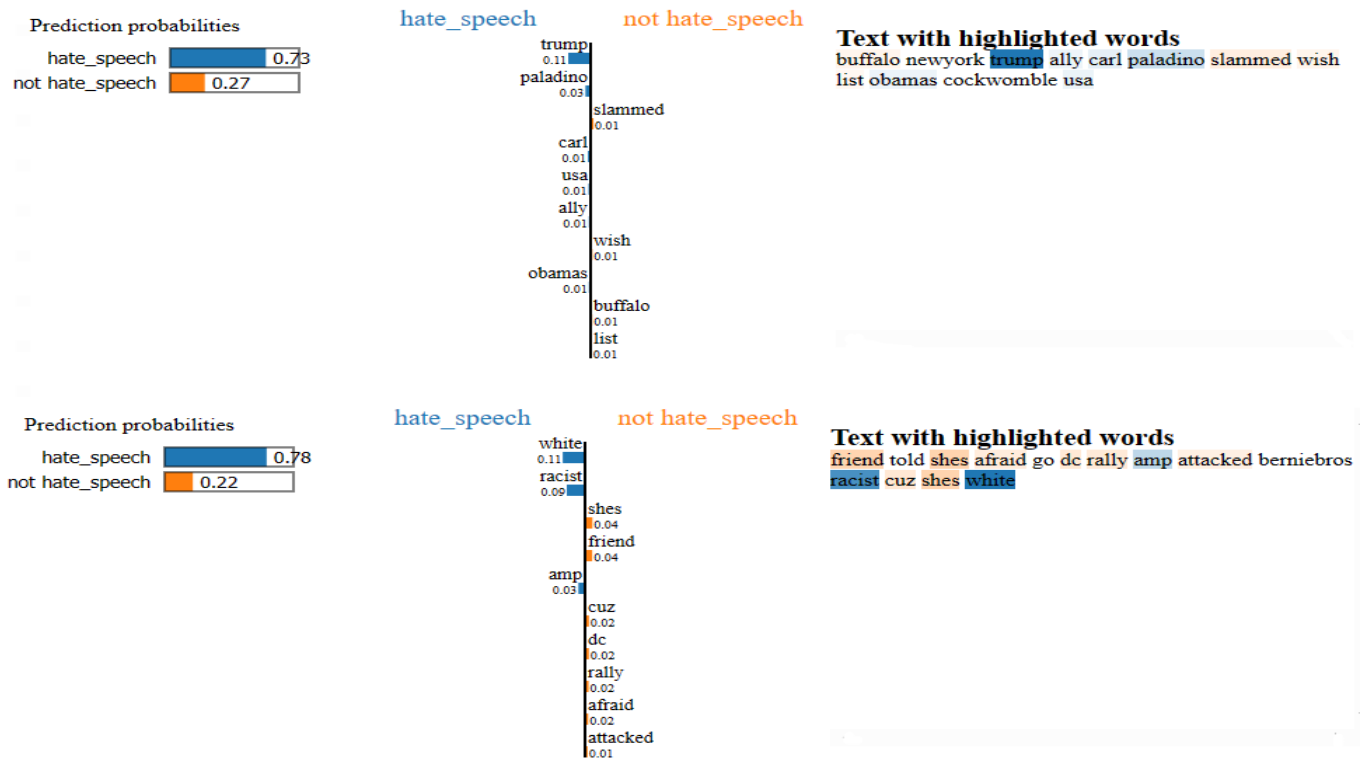 Prediction probabilities
hate_speech 0.73
not hate_speech 0.27
hate_speech not hate_speech
trump
0.11
paladino
0.03
slammed
0.01
carl
0.01
usa
0.01
ally
0.01
wish
0.01
obamas
0.01
buffalo
0.01
list
0.01
Text with highlighted words
buffalo newyork trump ally carl paladino slammed wish
list obamas cockwomble usa
Prediction probabilities
hate_speech 0.78
not hate_speech 0.22
hate_speech not hate_speech
white
0.11
racist
0.09
shes
0.04
friend
0.04
amp
0.03
cuz
0.02
dc
0.02
rally
0.02
afraid
0.02
attacked
0.01
Text with highlighted words
friend told shes afraid go dc rally amp attacked berniebros
racist cuz shes white